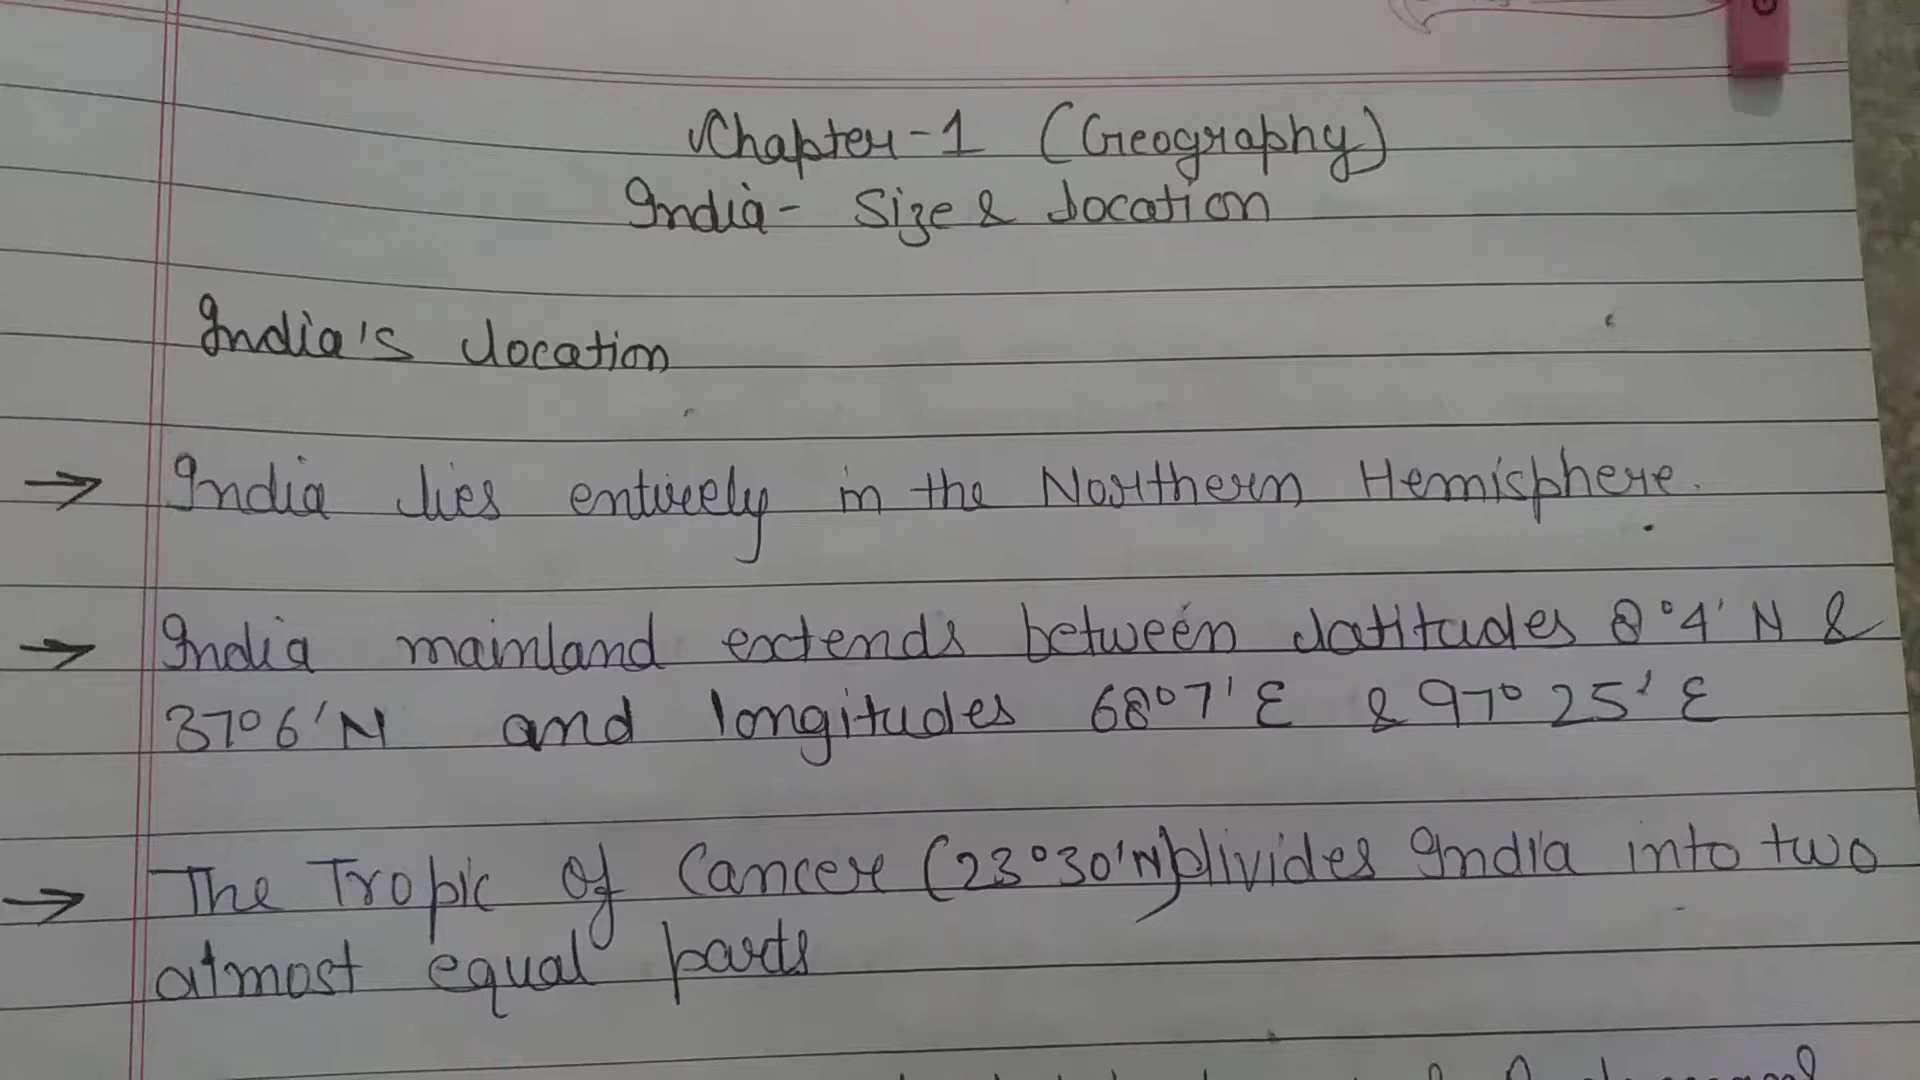 Chapter-1 (Geography)
India- Size & Location
India's Location
→ India lies entirely in the Northern Hemisphere.
→ India mainland extends between Latitudes 8°4' N &
37°6' N and longitudes 68°7' E & 97° 25' E
→ The Tropic Of Cancer (23°30'N) divides India into two
almost equal parts